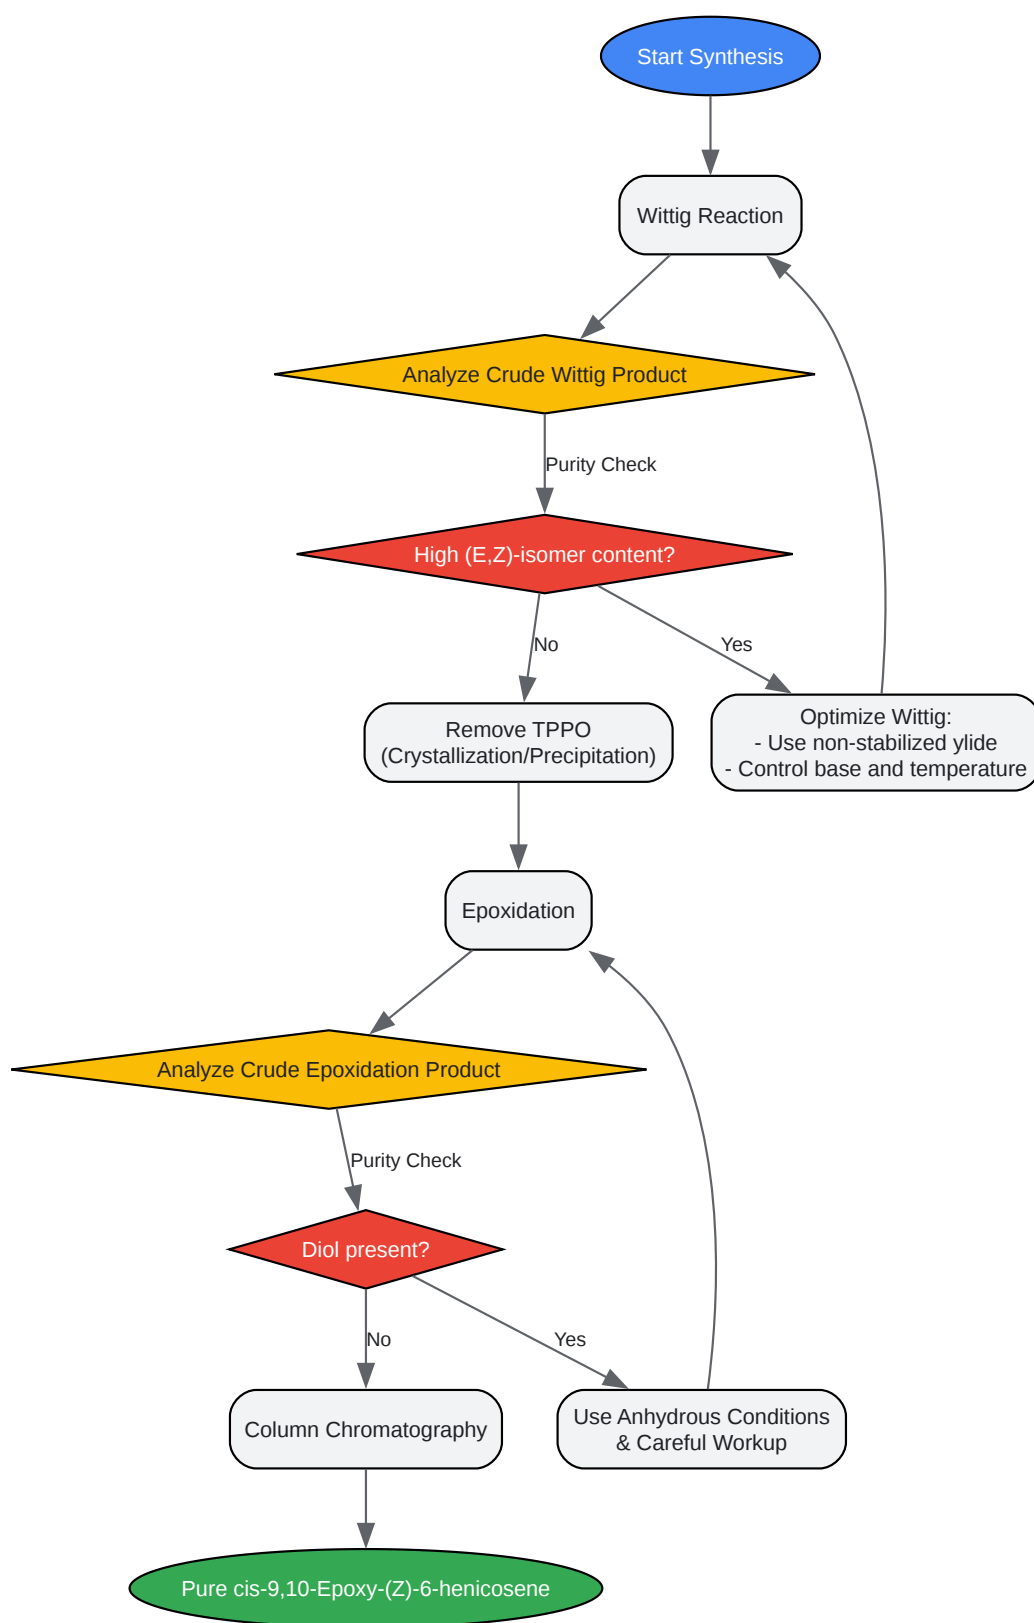 Start Synthesis
Wittig Reaction
Analyze Crude Wittig Product
Purity Check
High (E,Z)-isomer content?
No
Yes
Remove TPPO
(Crystallization/Precipitation)
Optimize Wittig:
- Use non-stabilized ylide
- Control base and temperature
Epoxidation
Analyze Crude Epoxidation Product
Purity Check
Diol present?
No
Yes
Column Chromatography
Use Anhydrous Conditions
& Careful Workup
Pure cis-9,10-Epoxy-(Z)-6-henicosene